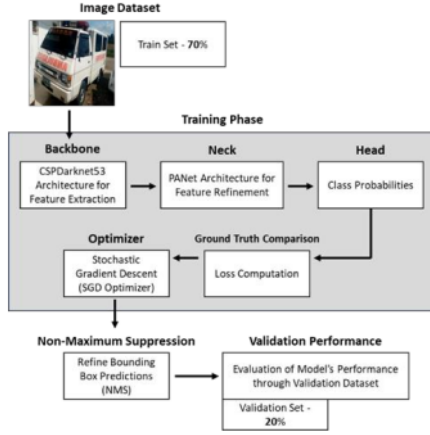 Image Dataset
Train Set - 70%
Training Phase
Backbone
CSPDarknet53
Architecture for
Feature Extraction
Neck
PANet Architecture for
Feature Refinement
Head
Class Probabilities
Optimizer
Stochastic
Gradient Descent
(SGD Optimizer)
Ground Truth Comparison
Loss Computation
Non-Maximum Suppression
Refine Bounding
Box Predictions
(NMS)
Validation Performance
Evaluation of Model's Performance
through Validation Dataset
Validation Set -
20%